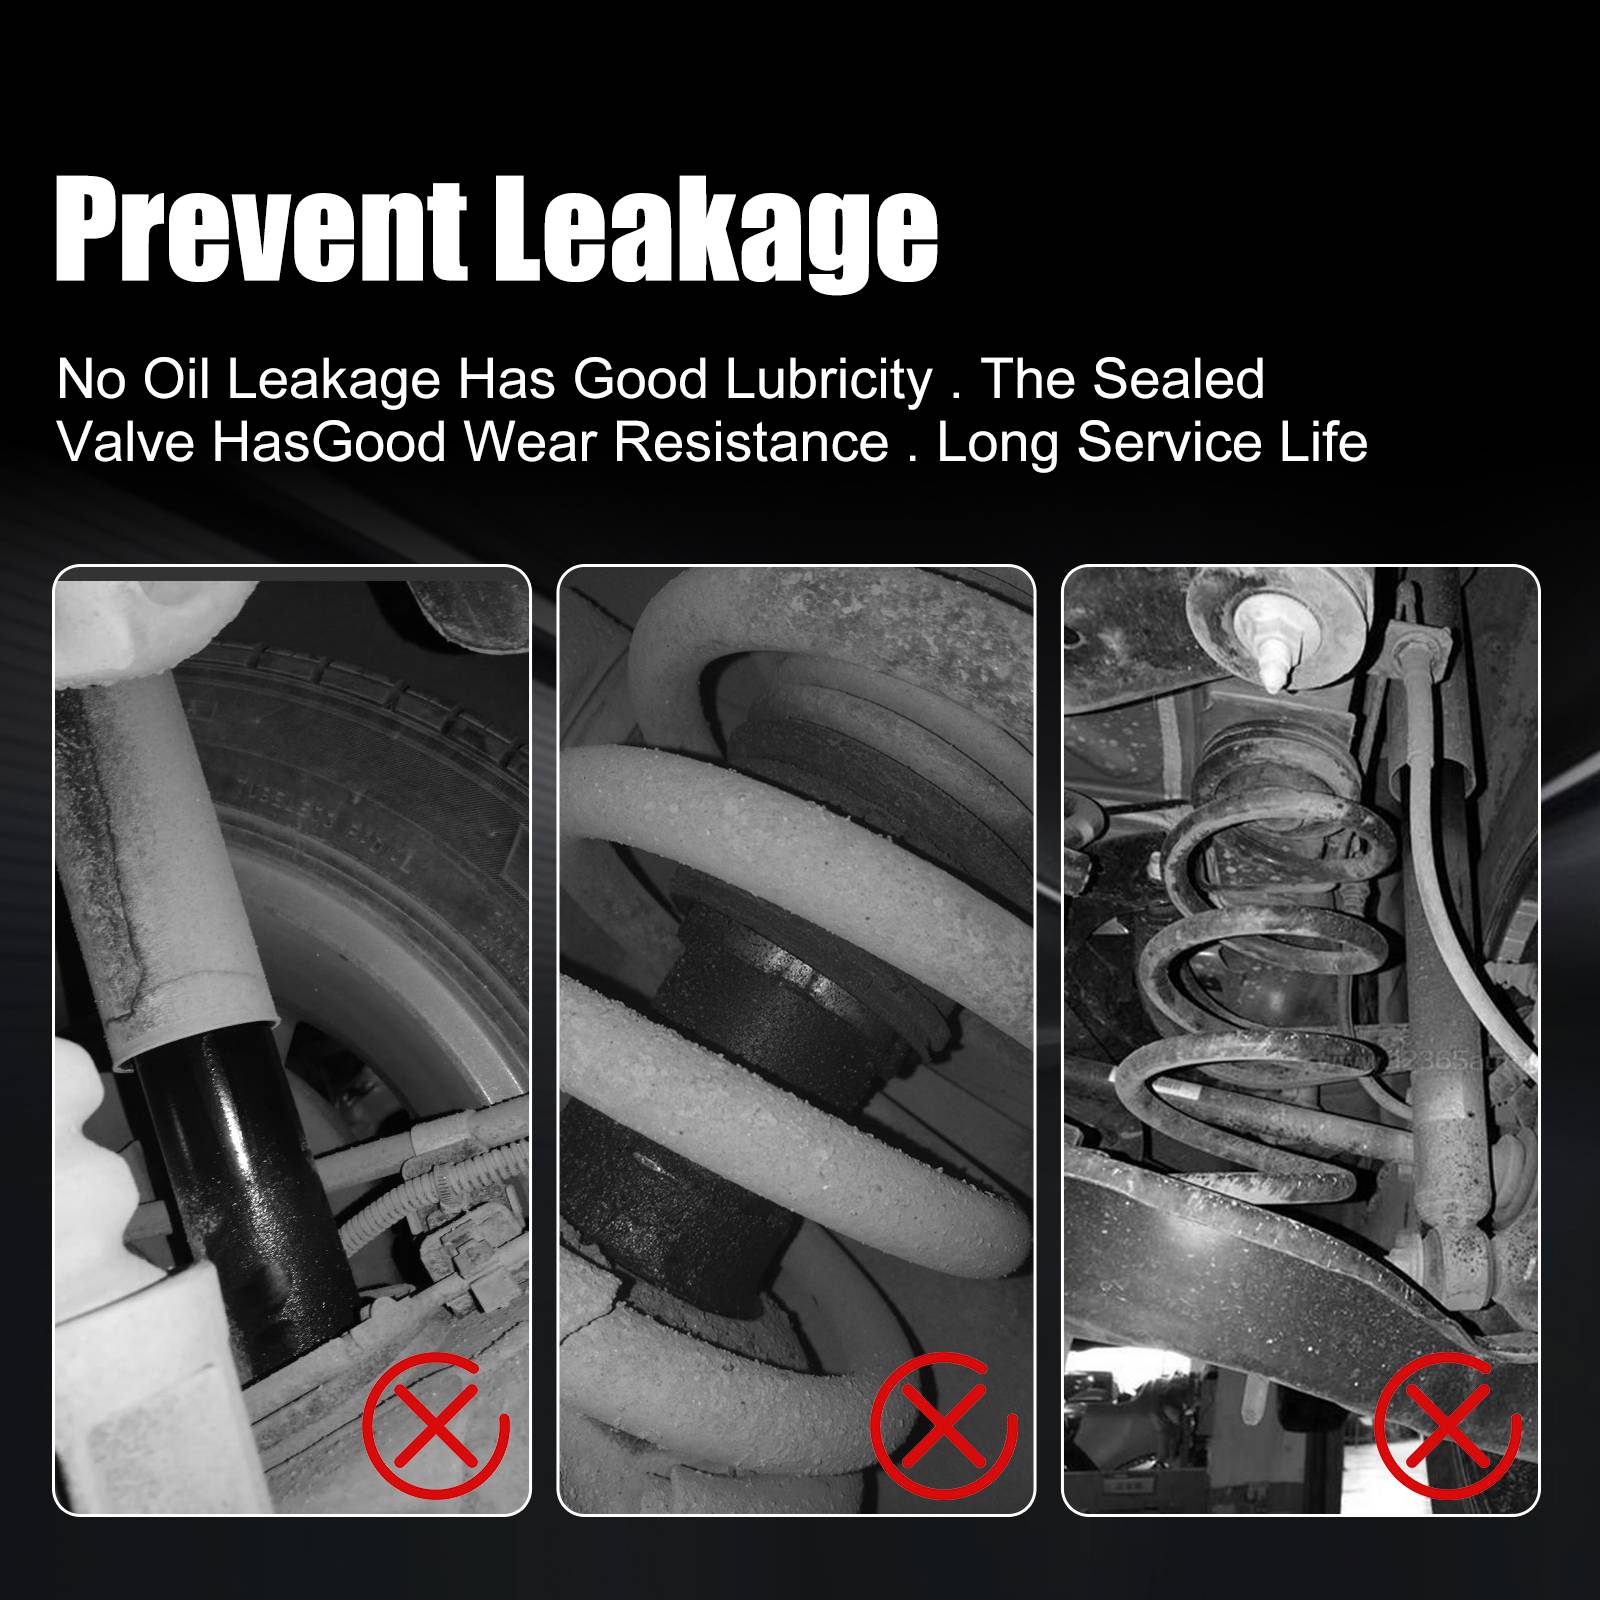 Prevent Leakage
No Oil Leakage Has Good Lubricity . The Sealed
Valve HasGood Wear Resistance . Long Service Life